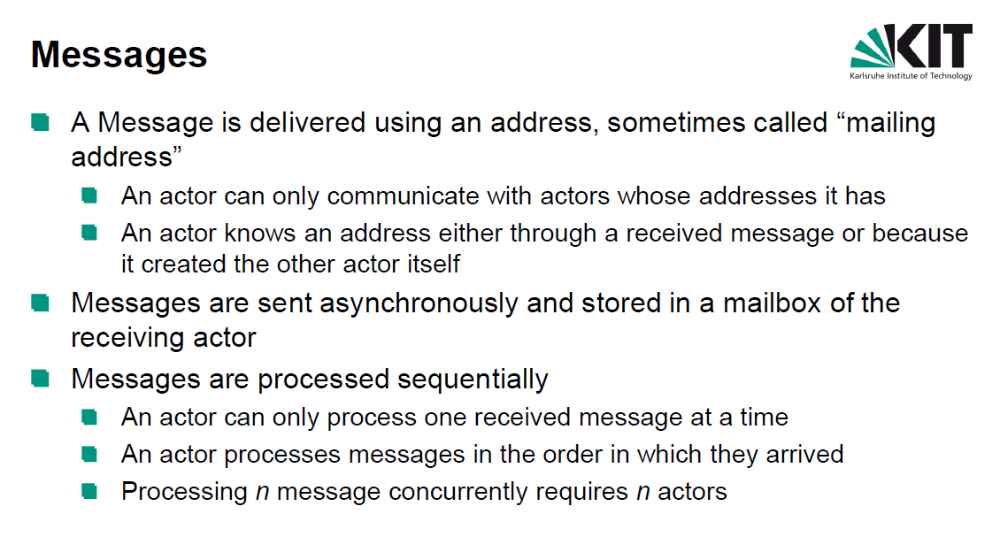 Messages
KIT
Karlsruhe Institute of Technology
A Message is delivered using an address, sometimes called “mailing
address”
An actor can only communicate with actors whose addresses it has
An actor knows an address either through a received message or because
it created the other actor itself
Messages are sent asynchronously and stored in a mailbox of the
receiving actor
Messages are processed sequentially
An actor can only process one received message at a time
An actor processes messages in the order in which they arrived
Processing n message concurrently requires n actors